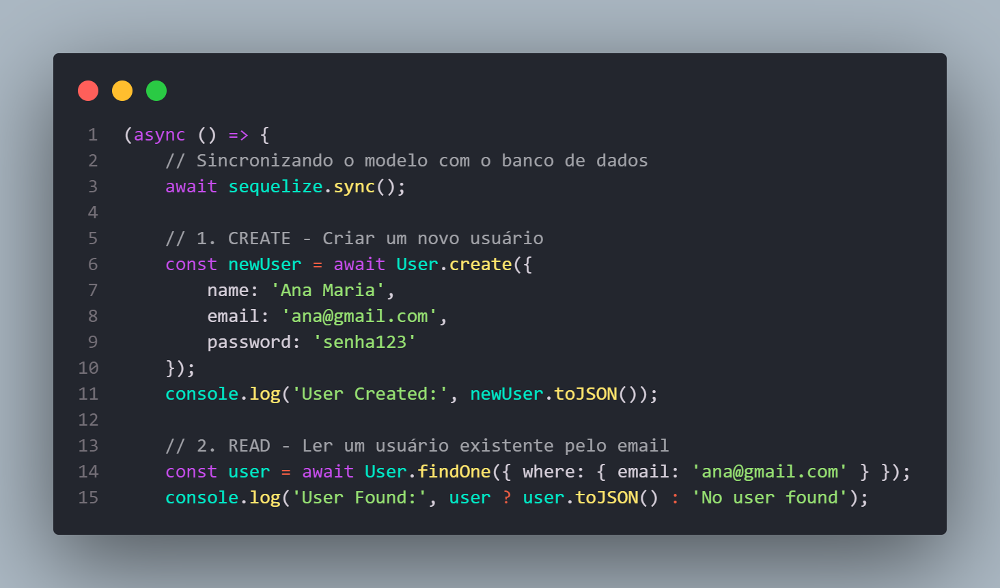 1 (async () => {
2 // Sincronizando o modelo com o banco de dados
3 await sequelize.sync();
4
5 // 1. CREATE - Criar um novo usuário
6 const newUser = await User.create({
7 name: 'Ana Maria',
8 email: 'ana@gmail.com',
9 password: 'senha123'
10 });
11 console.log('User Created:', newUser.toJSON());
12
13 // 2. READ - Ler um usuário existente pelo email
14 const user = await User.findOne({ where: { email: 'ana@gmail.com' } });
15 console.log('User Found:', user ? user.toJSON() : 'No user found');